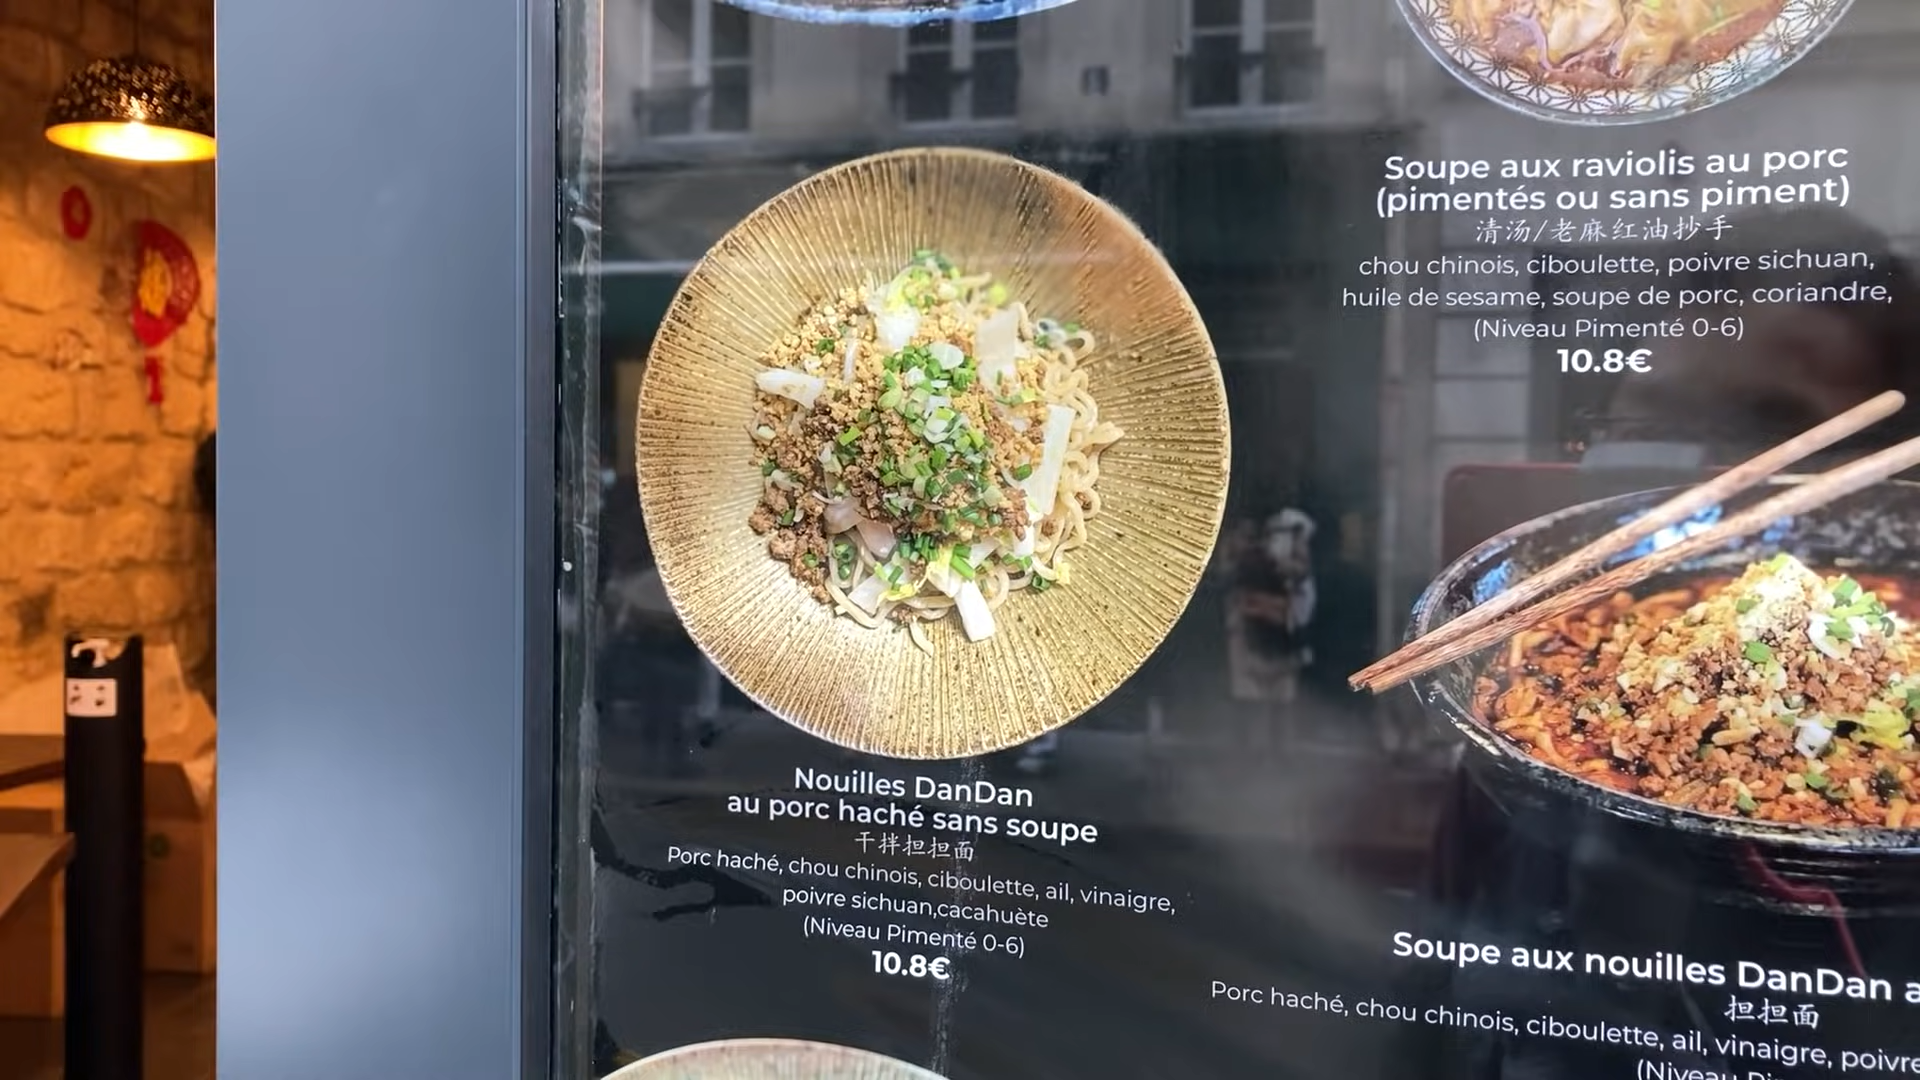 Soupe aux raviolis au porc
(pimentés ou sans piment)
清汤/老麻红油抄手
chou chinois, ciboulette, poivre sichuan,
huile de sesame, soupe de porc, coriandre,
(Niveau Pimenté 0-6)
10.8€
Nouilles DanDan
au porc haché sans soupe
干拌担担面
Porc haché, chou chinois, ciboulette, ail, vinaigre,
poivre sichuan,cacahuète
(Niveau Pimenté 0-6)
10.8€
Soupe aux nouilles DanDan a
担担面
Porc haché, chou chinois, ciboulette, ail, vinaigre, poivre
(Niveau